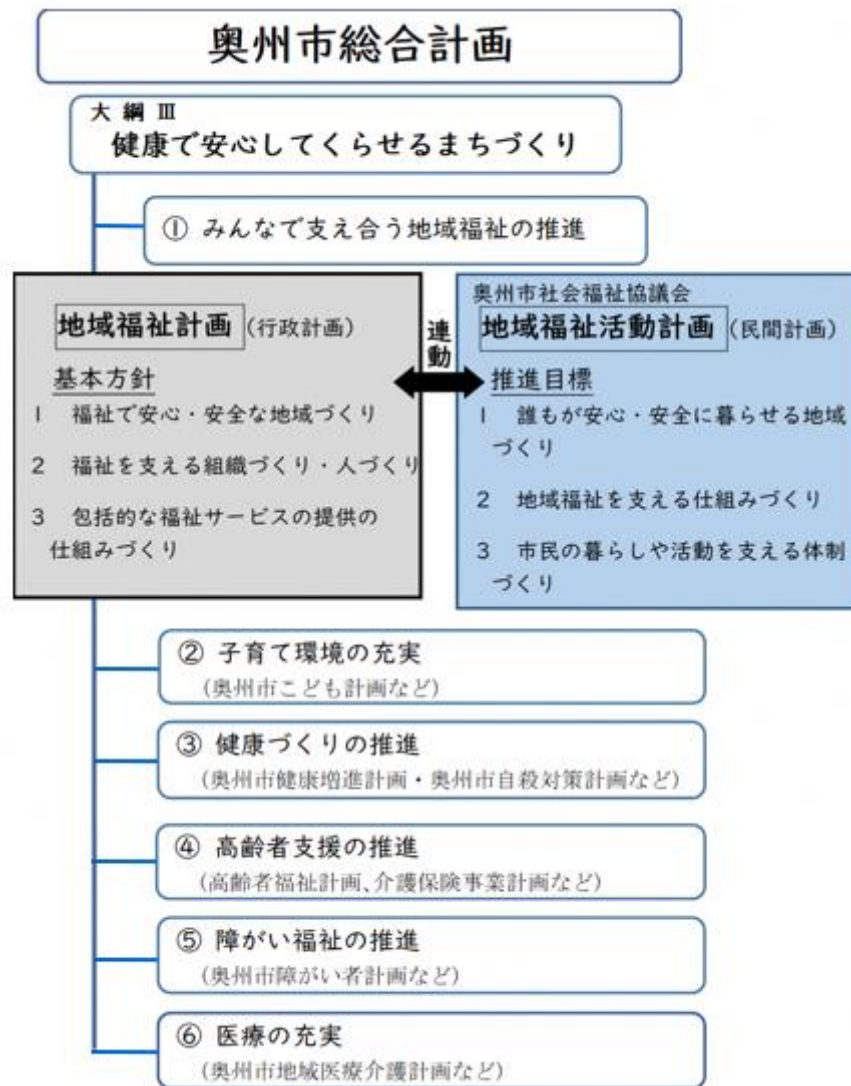 奥州市総合計画
大綱Ⅲ
健康で安心してくらせるまちづくり
① みんなで支え合う地域福祉の推進
地域福祉計画(行政計画)
基本方針
1 福祉で安心・安全な地域づくり
2 福祉を支える組織づくり・人づくり
3 包括的な福祉サービスの提供の
仕組みづくり
連動
奥州市社会福祉協議会
地域福祉活動計画(民間計画)
推進目標
1 誰もが安心・安全に暮らせる地域
づくり
2 地域福祉を支える仕組みづくり
3 市民の暮らしや活動を支える体制
づくり
② 子育て環境の充実
(奥州市こども計画など)
③ 健康づくりの推進
(奥州市健康増進計画・奥州市自殺対策計画など)
④ 高齢者支援の推進
(高齢者福祉計画、介護保険事業計画など)
⑤ 障がい福祉の推進
(奥州市障がい者計画など)
⑥ 医療の充実
(奥州市地域医療介護計画など)